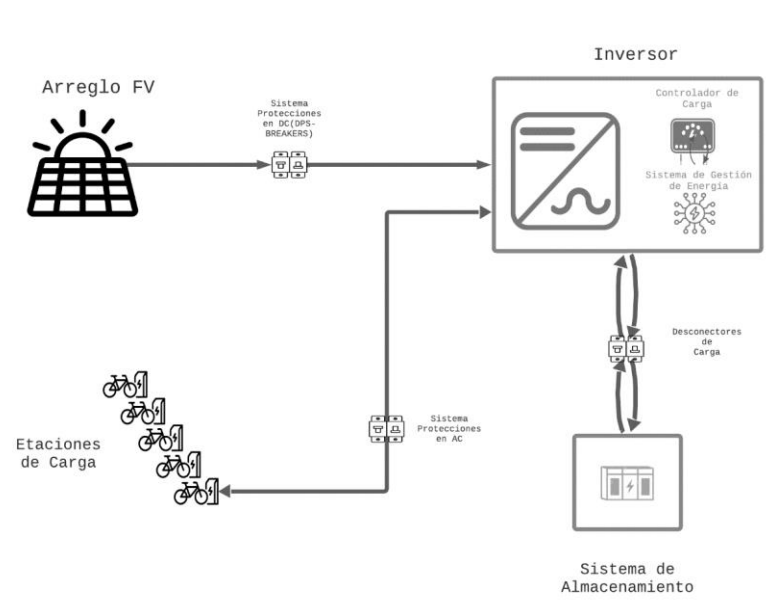 Inversor
Arreglo FV
Sistema
Protecciones
en DC(DPS-
BREAKERS)
Controlador de
Carga
Sistema de Gestión
de Energía
Desconectores
de
Carga
Sistema
Protecciones
en AC
Etaciones
de Carga
Sistema de
Almacenamiento